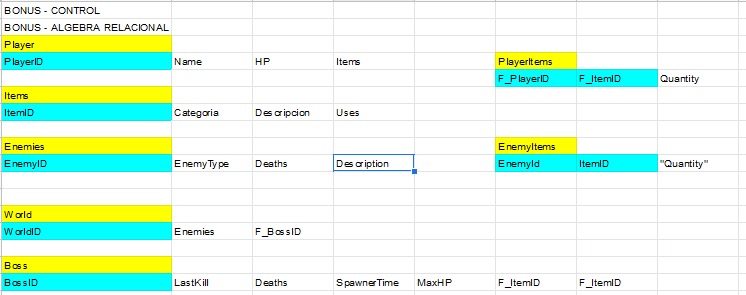 BONUS - CONTROL
BONUS - ALGEBRA RELACIONAL
Player
PlayerID Name HP Items
PlayerItems
F_PlayerID F_ItemID Quantity
Items
ItemID Categoria Descripcion Uses
Enemies EnemyItems
EnemyID EnemyType Deaths Description EnemyId ItemID "Quantity"
World
WorldID Enemies F_BossID
Boss
BossID LastKill Deaths SpawnerTime MaxHP F_ItemID F_ItemID